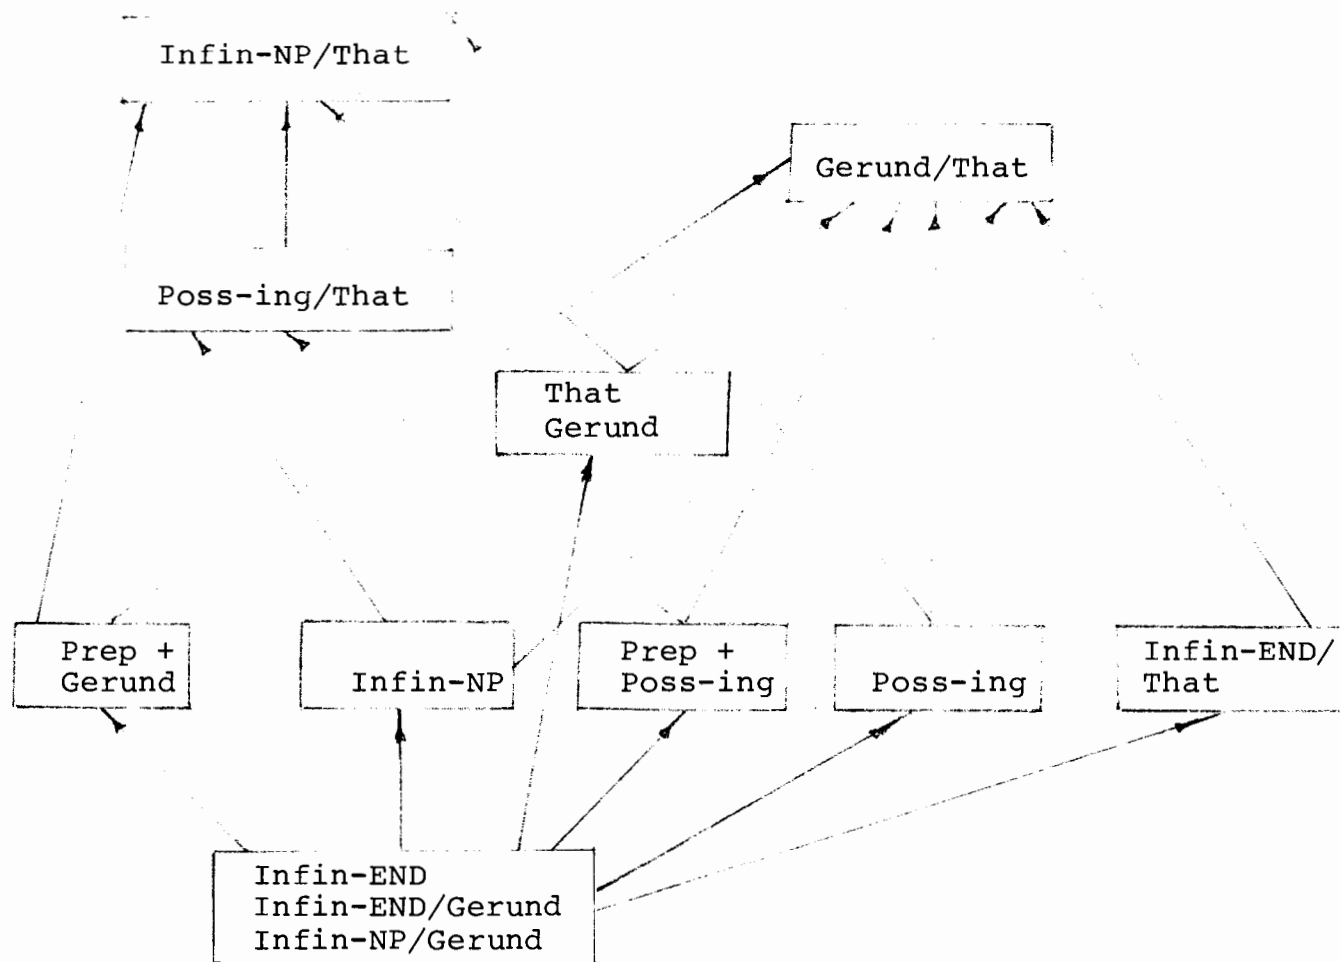 Infin-NP/That
Gerund/That
Poss-ing/That
That
Gerund
Prep +
Gerund
Infin-NP
Prep +
Poss-ing
Poss-ing
Infin-END/
That
Infin-END
Infin-END/Gerund
Infin-NP/Gerund